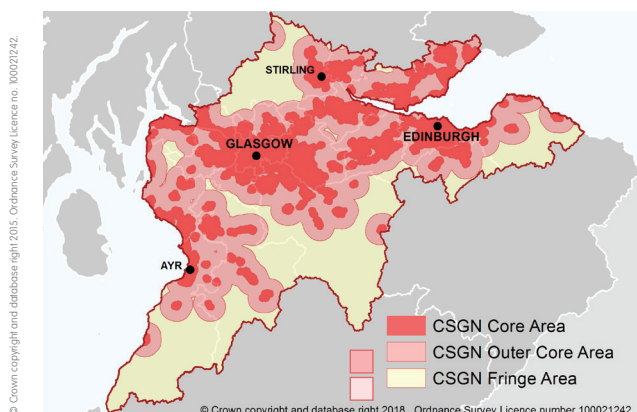 © Crown copyright and database right 2015. Ordnance Survey Licence no. 100021242.
STIRLING
EDINBURGH
GLASGOW
AYR
CSGN Core Area
CSGN Outer Core Area
CSGN Fringe Area
© Crown copyright and database right 2018. Ordnance Survey Licence number 100021242